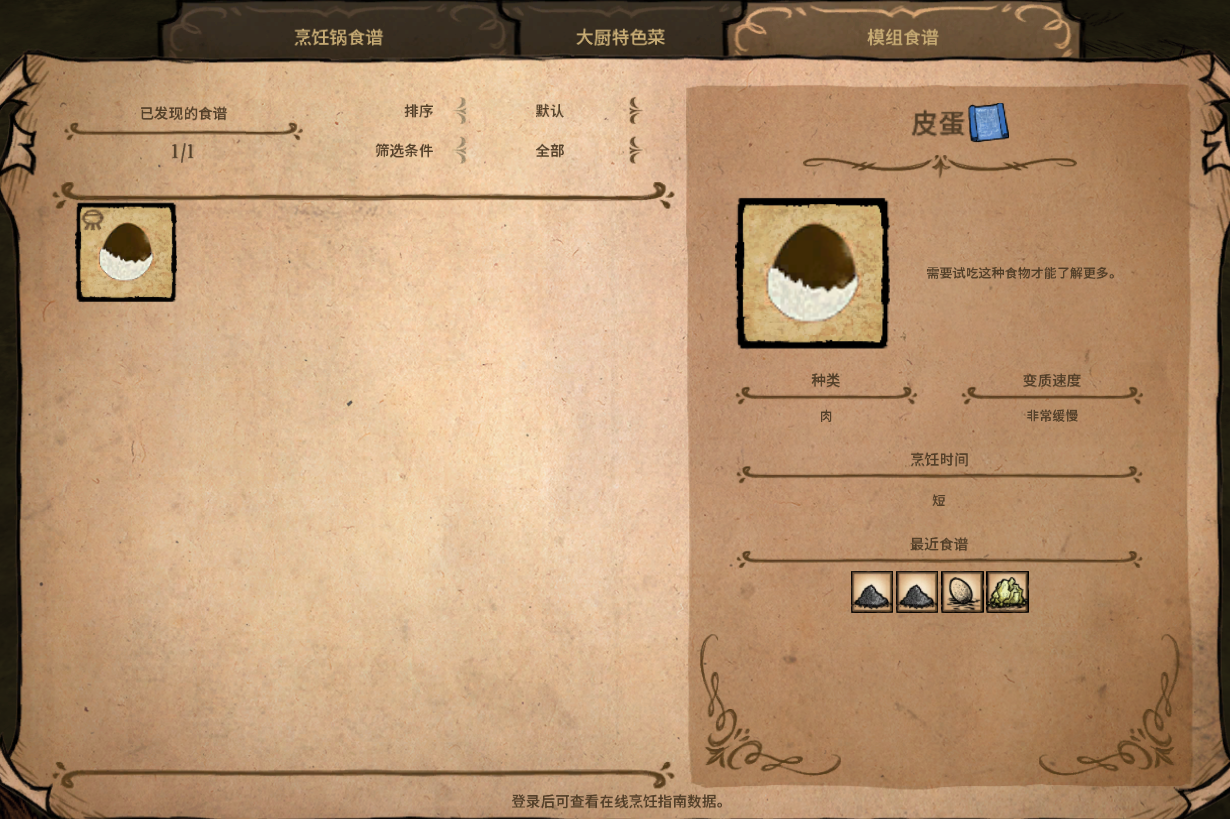 烹饪锅食谱
大厨特色菜
模组食谱
已发现的食谱
1/1
排序
默认
筛选条件
全部
皮蛋
需要试吃这种食物才能了解更多。
种类
肉
变质速度
非常缓慢
烹饪时间
短
最近食谱
登录后可查看在线烹饪指南数据。